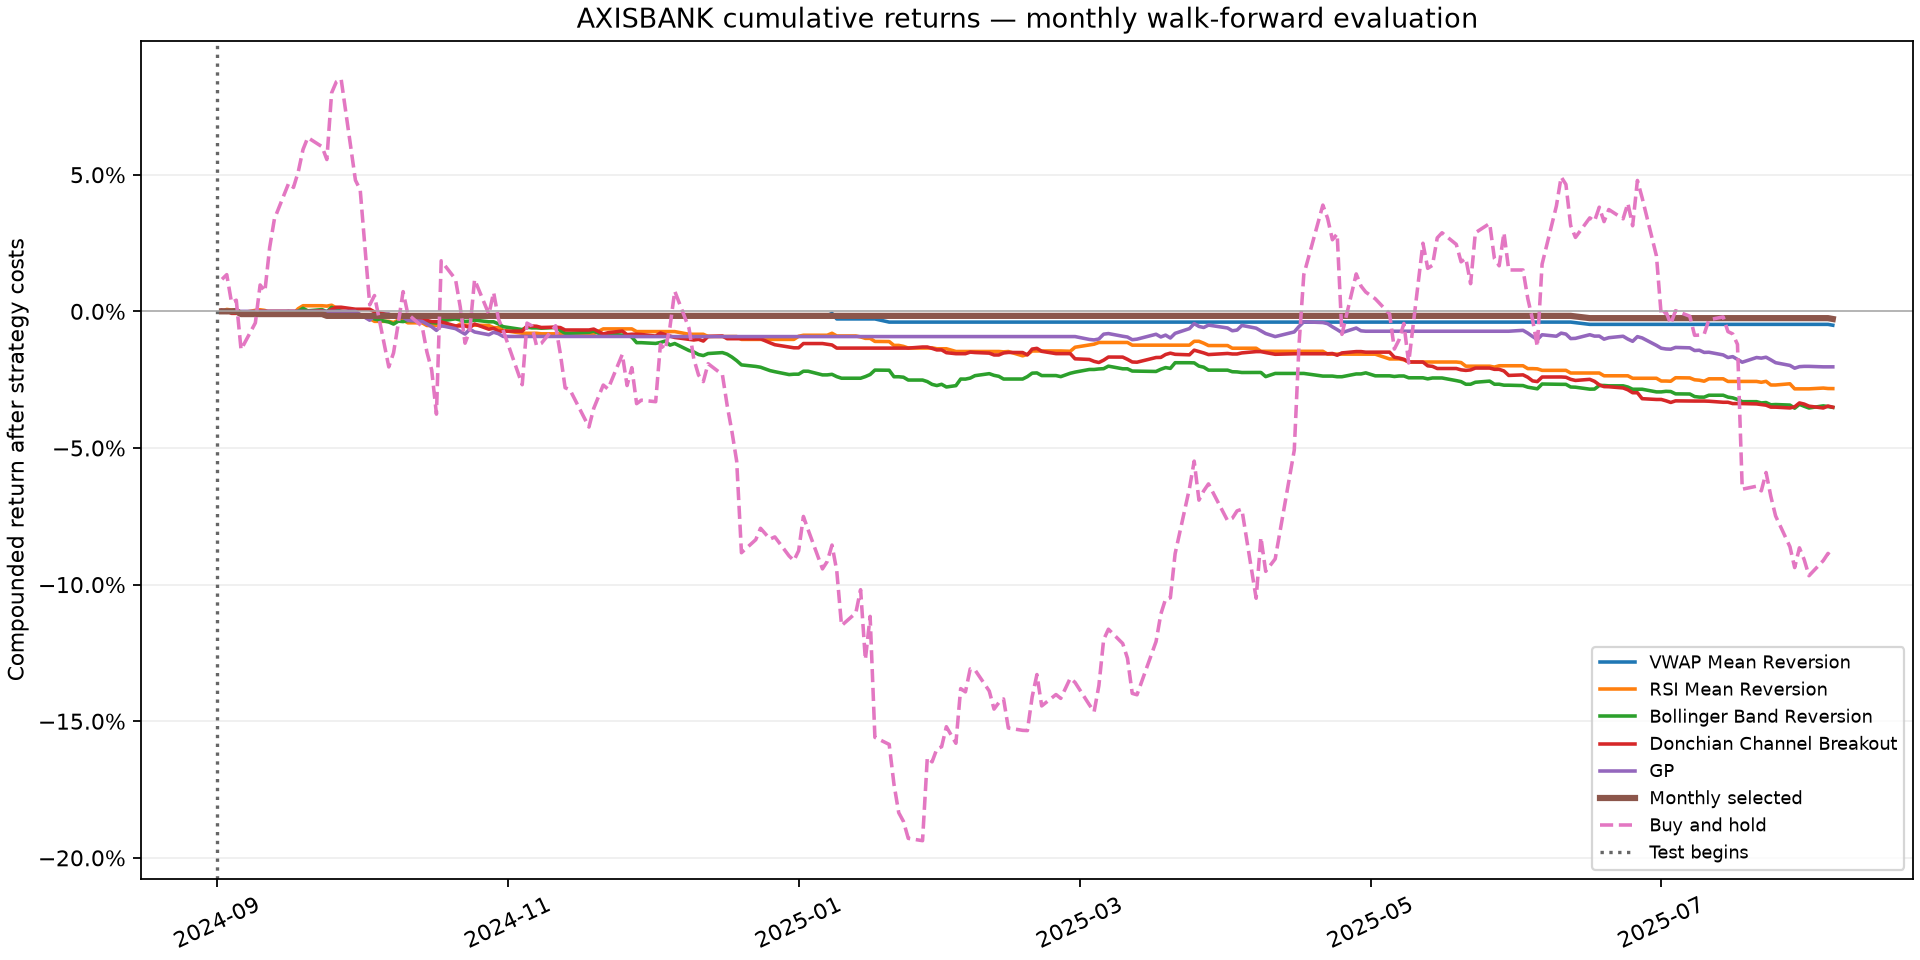 AXISBANK cumulative returns — monthly walk-forward evaluation
Compounded return after strategy costs
5.0%
0.0%
−5.0%
−10.0%
−15.0%
−20.0%
VWAP Mean Reversion
RSI Mean Reversion
Bollinger Band Reversion
Donchian Channel Breakout
GP
Monthly selected
Buy and hold
Test begins
2024-09
2024-11
2025-01
2025-03
2025-05
2025-07